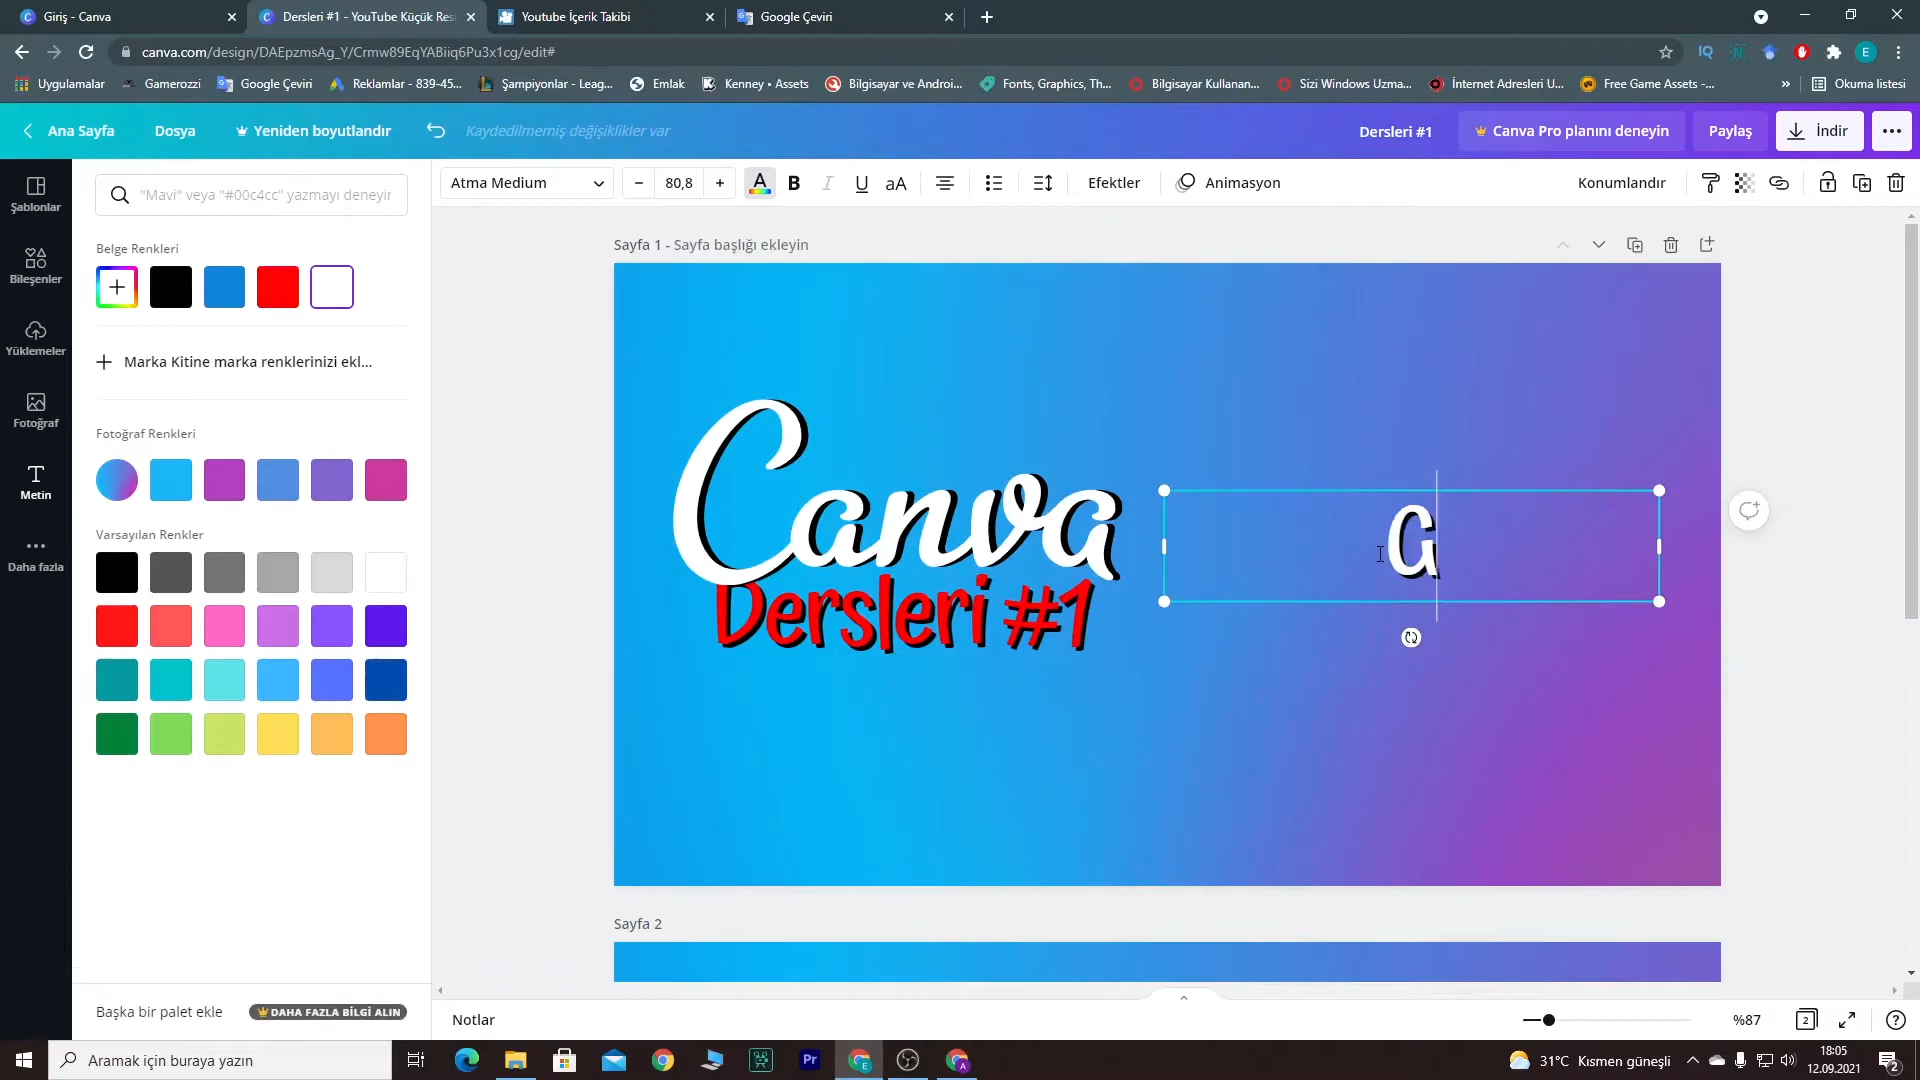 Giriş - Canva
Dersleri #1 - YouTube Küçük Res
Youtube İçerik Takibi
Google Çeviri
canva.com/design/DAEpzmsAg_Y/Crmw89EqYABiiq6Pu3x1cg/edit#
Uygulamalar
Gamerozzi
Google Çeviri
Reklamlar - 839-45...
Şampiyonlar - Leag...
Emlak
Kenney • Assets
Bilgisayar ve Androi...
Fonts, Graphics, Th...
Bilgisayar Kullanan...
Sizi Windows Uzma...
İnternet Adresleri U...
Free Game Assets -...
»
Okuma listesi
Ana Sayfa
Dosya
Yeniden boyutlandır
Kaydedilmemiş değişiklikler var
Dersleri #1
Canva Pro planını deneyin
Paylaş
İndir
Şablonlar
Bileşenler
Yüklemeler
Fotoğraf
Metin
Daha fazla
"Mavi" veya "#00c4cc" yazmayı deneyin
Belge Renkleri
Marka Kitine marka renklerinizi ekl...
Fotoğraf Renkleri
Varsayılan Renkler
Başka bir palet ekle
DAHA FAZLA BİLGİ ALIN
Atma Medium
80,8
A
B
I
U
aA
Efektler
Animasyon
Konumlandır
Sayfa 1 - Sayfa başlığı ekleyin
Canva
Dersleri #1
G
Sayfa 2
Notlar
%87
2
Aramak için buraya yazın
Pr
31°C Kısmen güneşli
18:05
12.09.2021
2